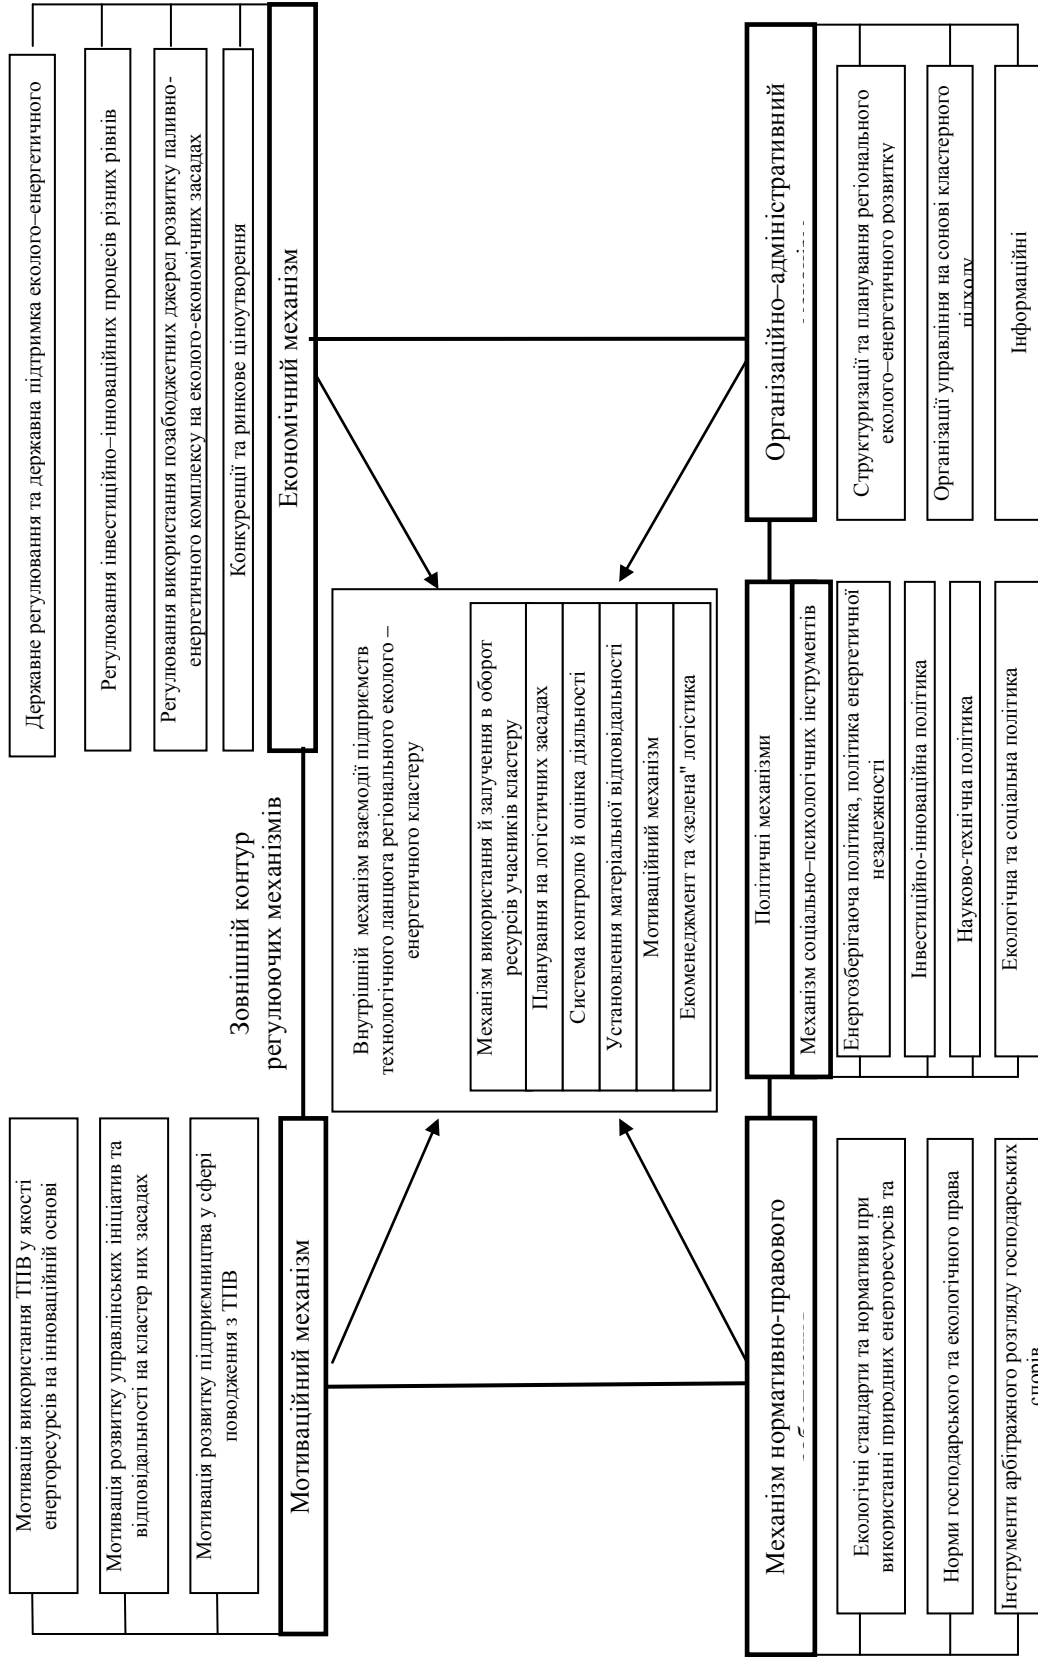 Мотивація використання ТПВ у якості
енергоресурсів на інноваційній основі
Мотивація розвитку управлінських ініціатив та
відповідальності на кластер них засадах
Мотивація розвитку підприємництва у сфері
поводження з ТПВ
Мотиваційний механізм
Зовнішній контур
регулюючих механізмів
Державне регулювання та державна підтримка еколого–енергетичного
Регулювання інвестиційно–інноваційних процесів різних рівнів
Регулювання використання позабюджетних джерел розвитку паливно-
енергетичного комплексу на еколого-економічних засадах
Конкуренції та ринкове ціноутворення
Економічний механізм
Внутрішній механізм взаємодії підприємств
технологічного ланцюга регіонального еколого –
енергетичного кластеру
Механізм використання й залучення в оборот
ресурсів учасників кластеру
Планування на логістичних засадах
Система контролю й оцінка діяльності
Установлення матеріальної відповідальності
Мотиваційний механізм
Екоменеджмент та «зелена" логістика
Механізм нормативно-правового
Екологічні стандарти та нормативи при
використанні природних енергоресурсів та
Норми господарського та екологічного права
Інструменти арбітражного розгляду господарських
спорів
Політичні механізми
Механізм соціально–психологічних інструментів
Енергозберігаюча політика, політика енергетичної
незалежності
Інвестиційно-інноваційна політика
Науково-технічна політика
Екологічна та соціальна політика
Організаційно–адміністративний
Структуризації та планування регіонального
еколого–енергетичного розвитку
Організації управління на сонові кластерного
підходу
Інформаційні